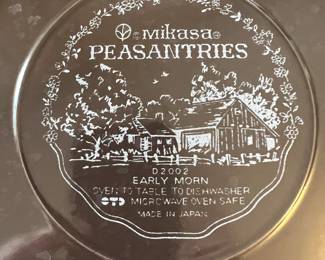 mikasa
PEASANTRIES
D2002
EARLY MORN
OVEN TO TABLE TO DISHWASHER
OTD MICROWAVE OVEN SAFE
MADE IN JAPAN